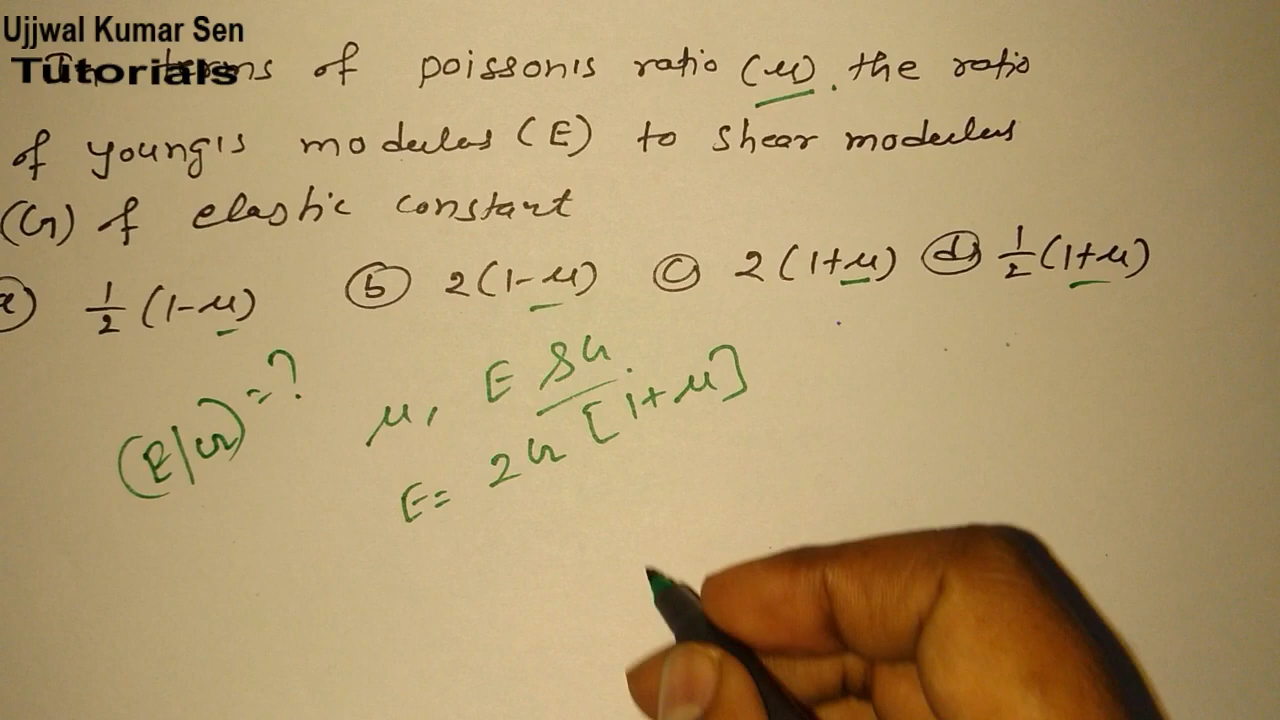 Ujjwal Kumar Sen
Tutorials
In terms of poisson's ratio (μ). the ratio
of young's modulus (E) to shear modulus
(G) of elastic constant
a) 1/2 (1-μ) b 2(1-μ) c 2(1+μ) d 1/2 (1+μ)
(E/G) = ?
μ, E & G
E = 2G [1+μ]